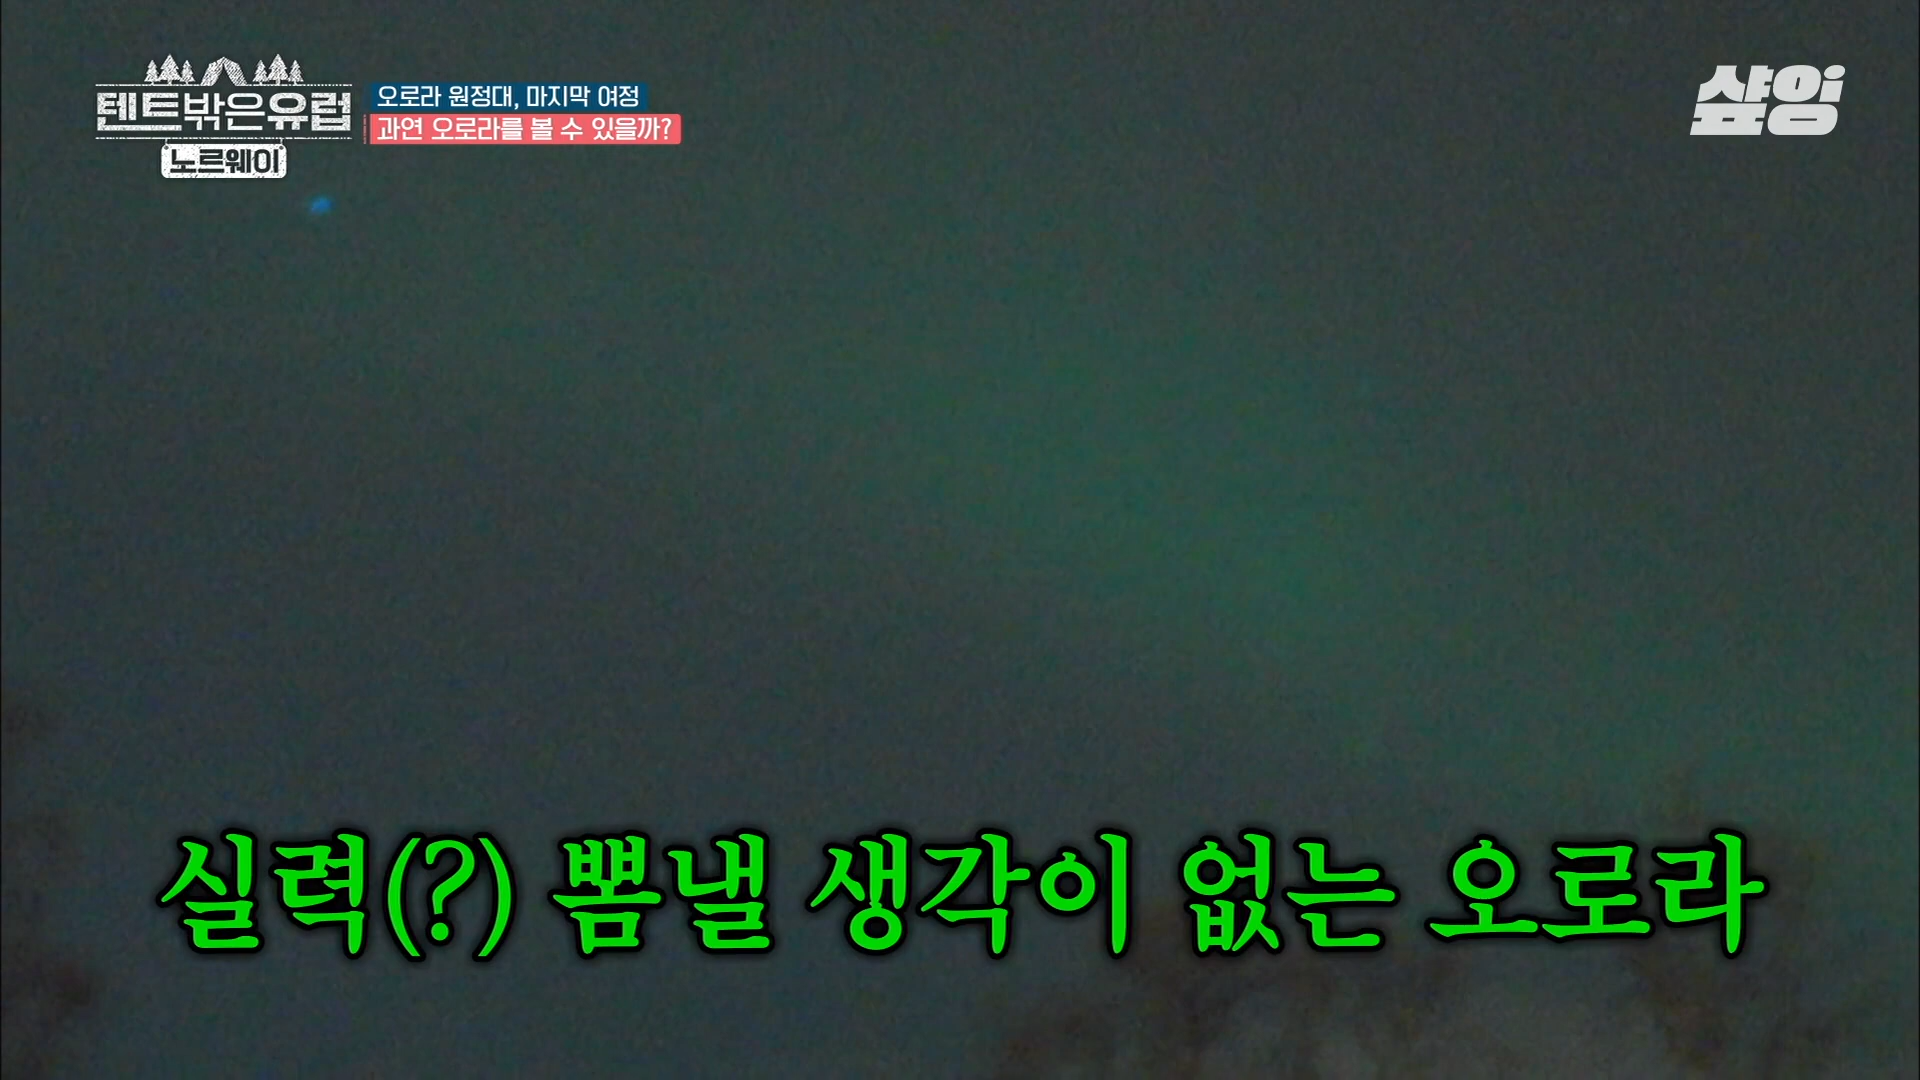 텐트밖은유럽
노르웨이
오로라 원정대, 마지막 여정
과연 오로라를 볼 수 있을까?
샾잉
실력(?) 뽐낼 생각이 없는 오로라